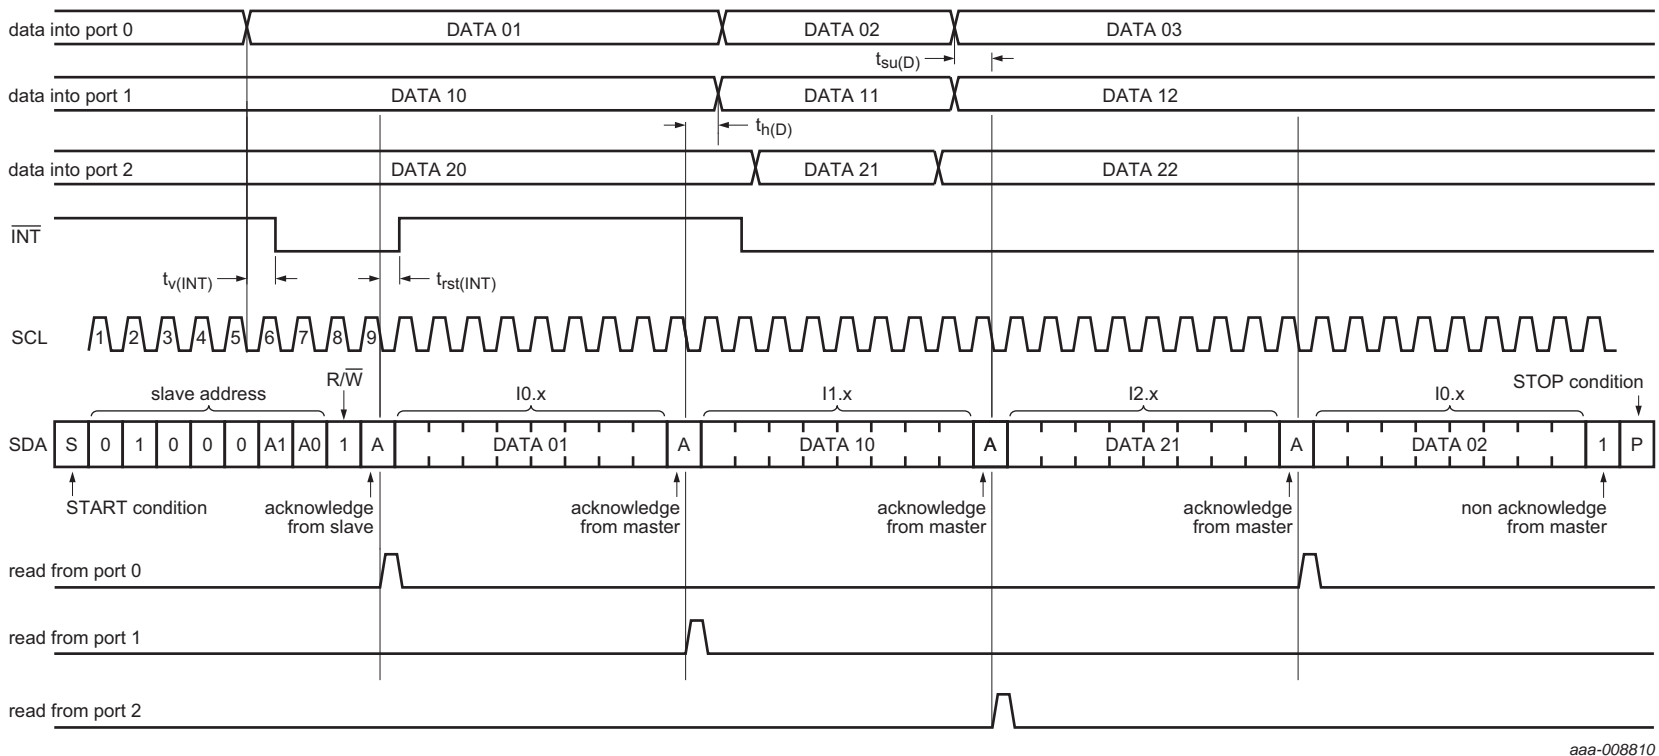 data into port 0
DATA 01
DATA 02
DATA 03
tsu(D)
data into port 1
DATA 10
DATA 11
DATA 12
th(D)
data into port 2
DATA 20
DATA 21
DATA 22
INT
tv(INT)
trst(INT)
SCL
1 2 3 4 5 6 7 8 9
R/W
STOP condition
slave address
I0.x
I1.x
I2.x
I0.x
SDA
S 0 1 0 0 0 A1 A0 1 A DATA 01 A DATA 10 A DATA 21 A DATA 02 1 P
START condition
acknowledge
from slave
acknowledge
from master
acknowledge
from master
acknowledge
from master
non acknowledge
from master
read from port 0
read from port 1
read from port 2
aaa-008810